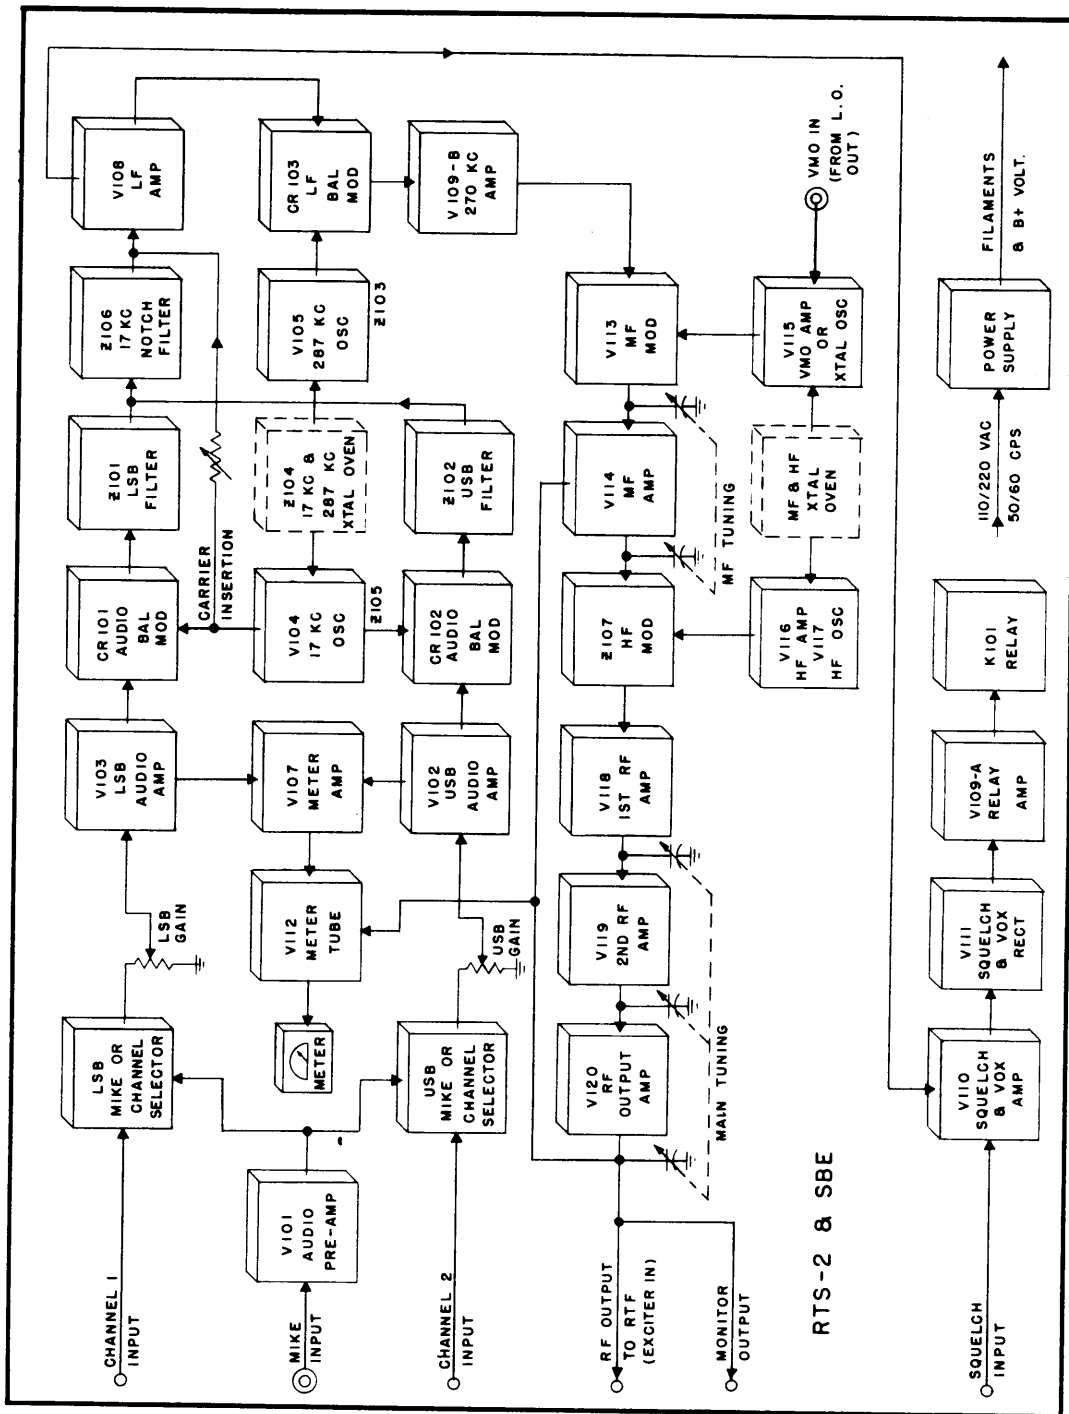 CHANNEL 1
INPUT
LSB
MIKE OR
CHANNEL
SELECTOR
LSB
GAIN
V103
LSB
AUDIO
AMP
CR101
AUDIO
BAL
MOD
Z101
LSB
FILTER
Z106
17 KC
NOTCH
FILTER
V108
LF
AMP
CARRIER
INSERTION
MIKE
INPUT
V101
AUDIO
PRE-AMP
METER
V112
METER
TUBE
V107
METER
AMP
V104
17 KC
OSC
Z105
Z104
17 KC &
287 KC
XTAL OVEN
V105
287 KC
OSC
Z103
CR103
LF
BAL
MOD
CHANNEL 2
INPUT
USB
MIKE OR
CHANNEL
SELECTOR
USB
GAIN
V102
USB
AUDIO
AMP
CR102
AUDIO
BAL
MOD
Z102
USB
FILTER
V109-B
270 KC
AMP
RF OUTPUT
TO RTF
(EXCITER IN)
V120
RF
OUTPUT
AMP
V119
2ND RF
AMP
V118
1ST RF
AMP
Z107
HF
MOD
V114
MF
AMP
V113
MF
MOD
MONITOR
OUTPUT
MAIN TUNING
MF TUNING
V116
HF AMP
V117
HF OSC
MF & HF
XTAL
OVEN
V115
VMO AMP
OR
XTAL OSC
VMO IN
(FROM L.O.
OUT)
RTS-2 & SBE
SQUELCH
INPUT
V110
SQUELCH
& VOX
AMP
V111
SQUELCH
& VOX
RECT
V109-A
RELAY
AMP
K101
RELAY
110/220 VAC
50/60 CPS
POWER
SUPPLY
FILAMENTS
& B+ VOLT.